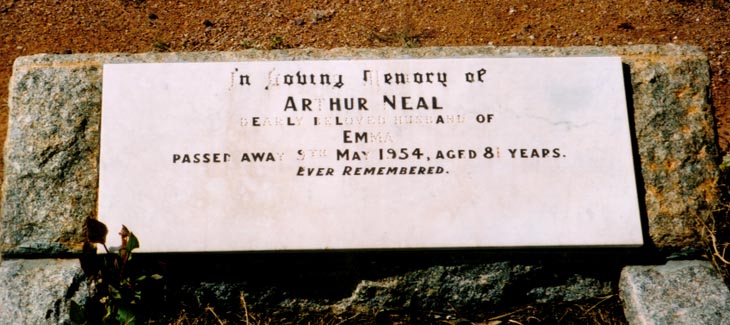 In Loving Memory of
ARTHUR NEAL
DEARLY BELOVED HUSBAND OF
EMMA
PASSED AWAY 9TH MAY 1954, AGED 81 YEARS.
EVER REMEMBERED.